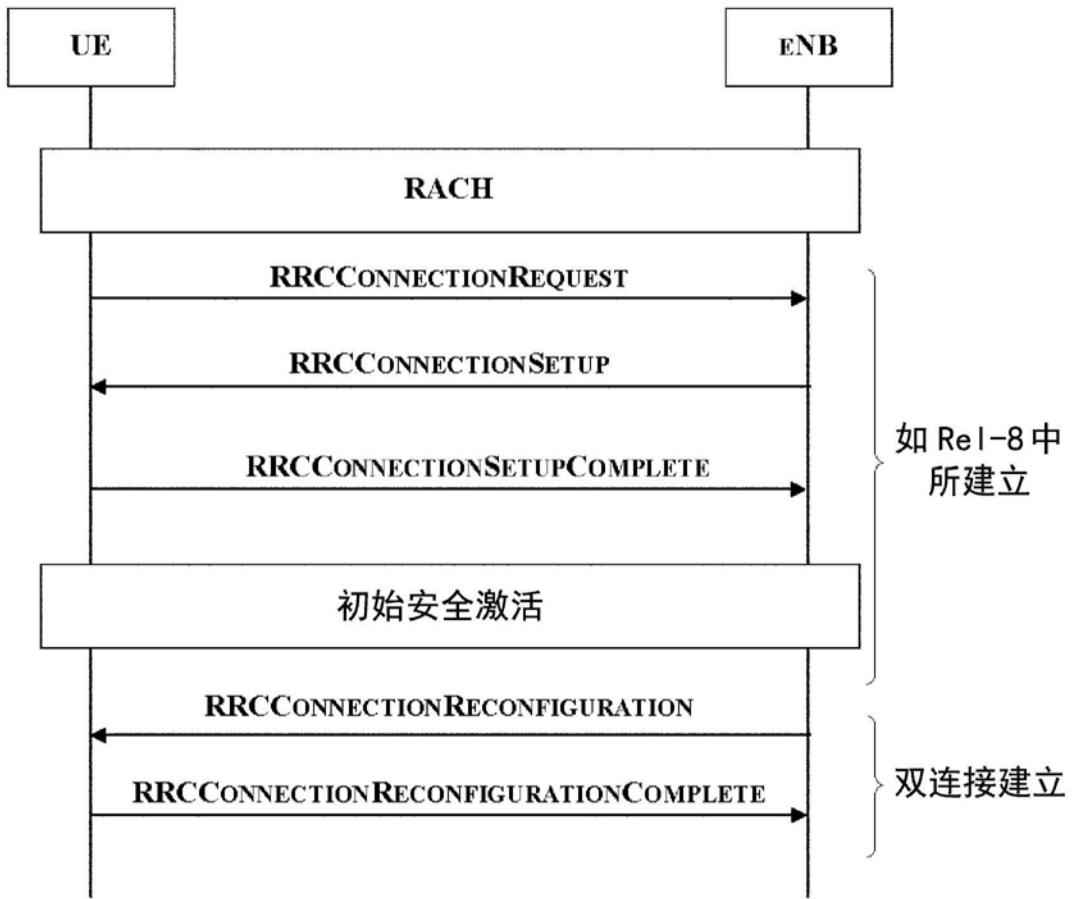 UE
eNB
RACH
RRCConnectionRequest
RRCConnectionSetup
RRCConnectionSetupComplete
如 Rel-8 中
所建立
初始安全激活
RRCConnectionReconfiguration
RRCConnectionReconfigurationComplete
双连接建立